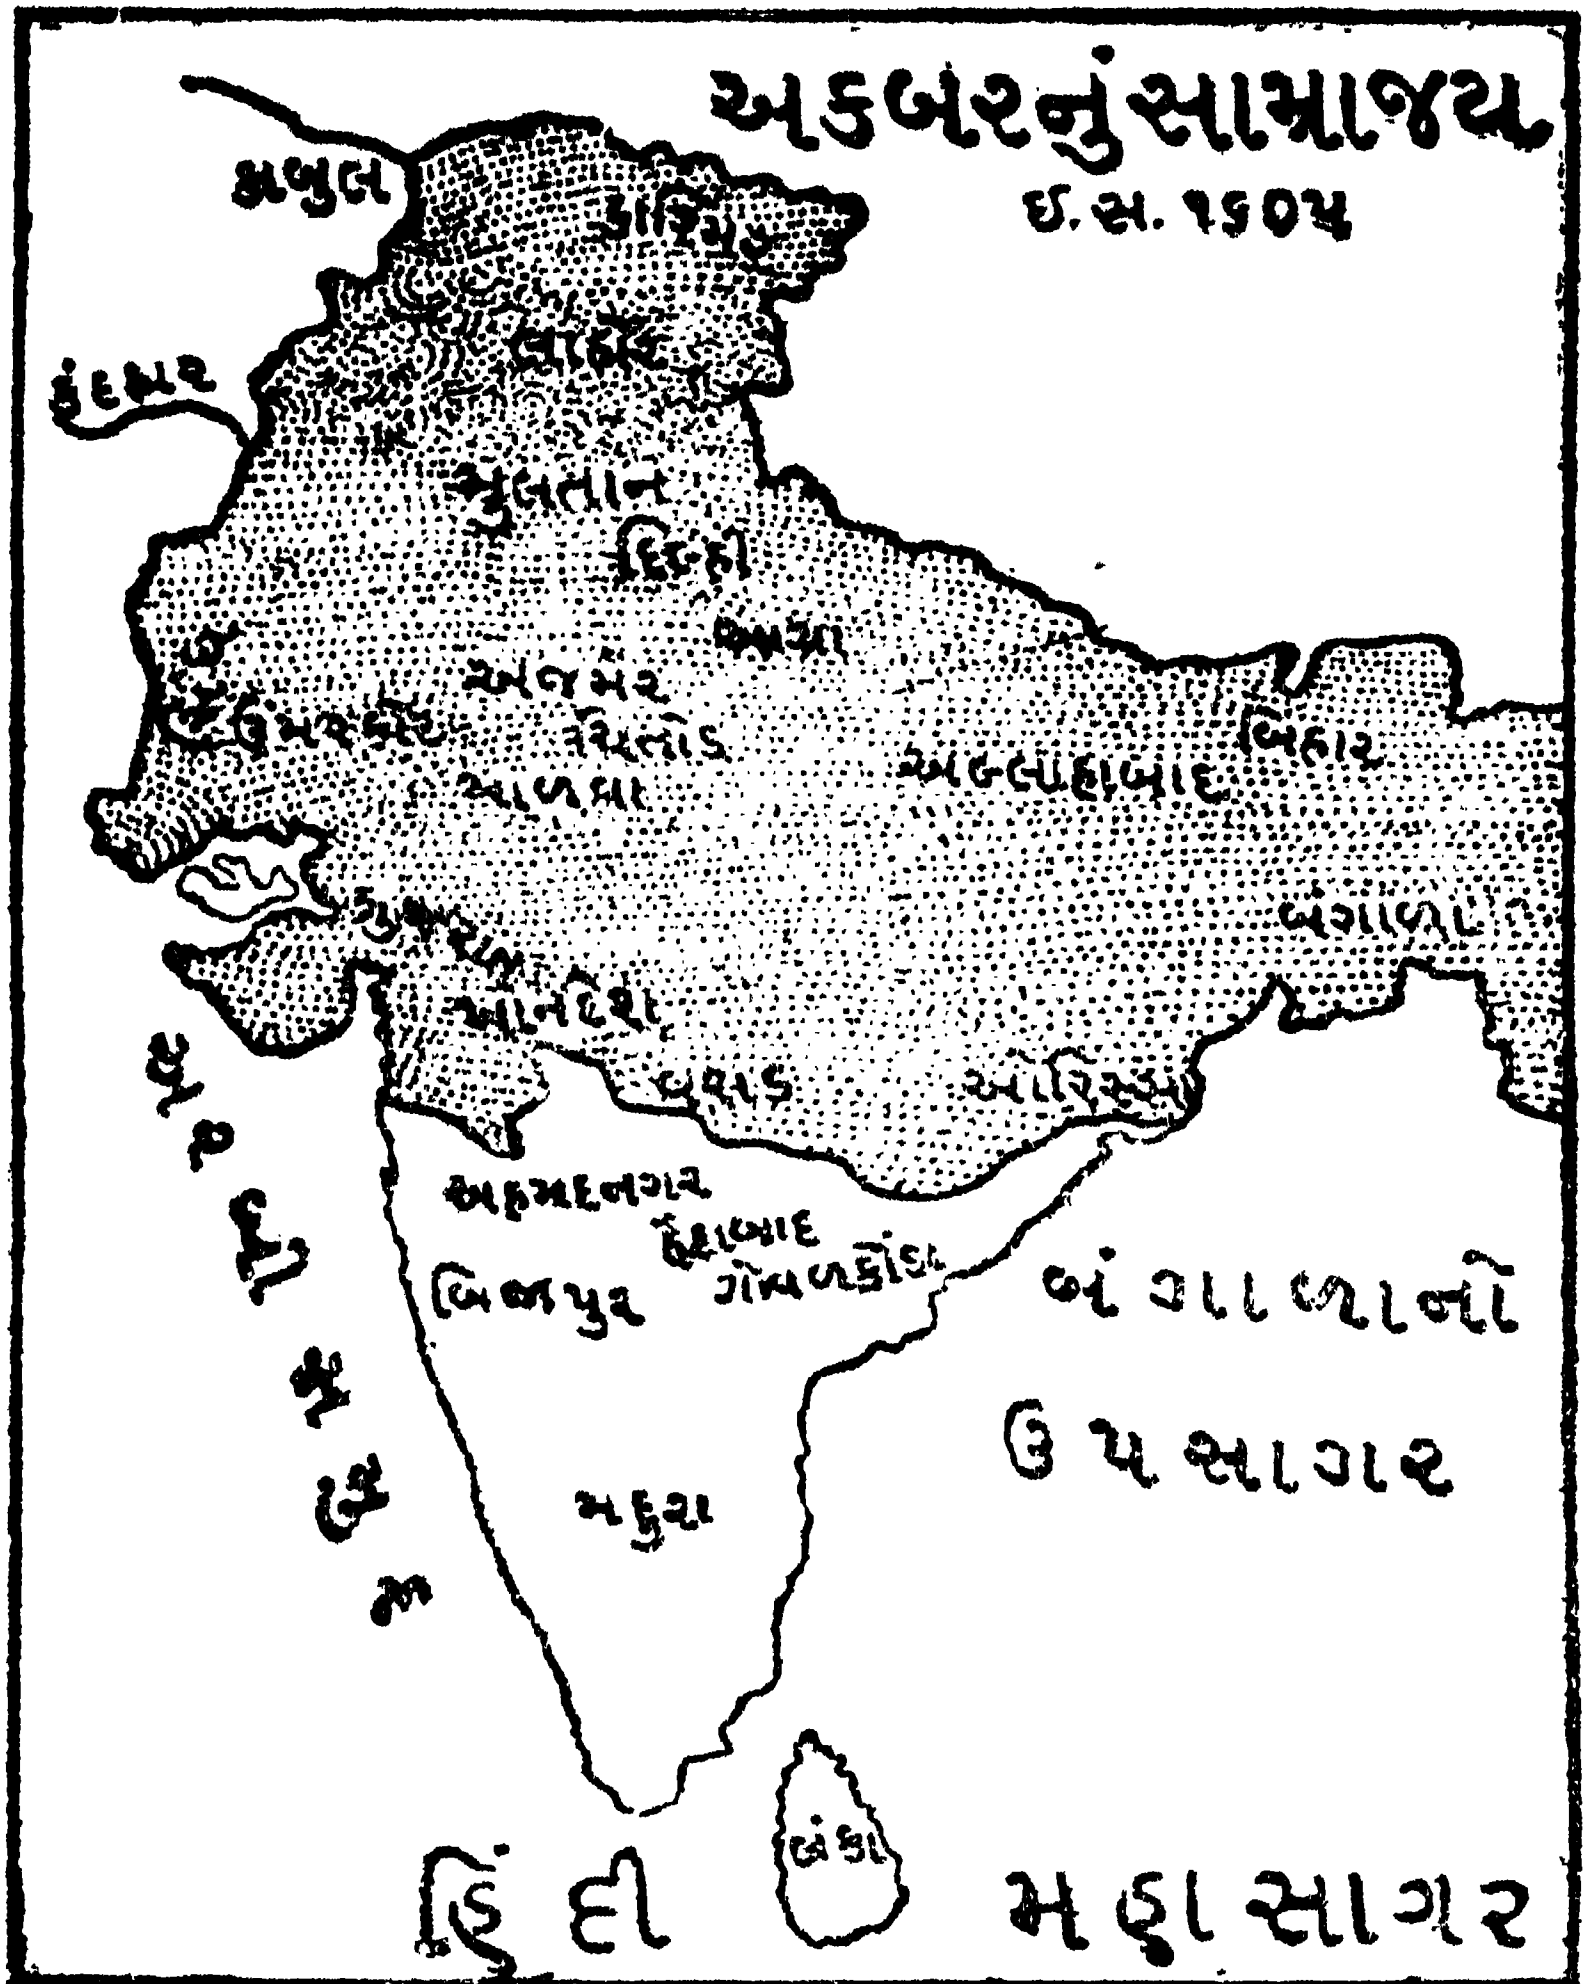 અકબરનું સામ્રાજ્ય
ઇ. સ. ૧૬૦૫
કાબુલ
કાશ્મિર
લાહોર
કંદહાર
મુલતાન
દિલ્હી
આગ્રા
અજમેર
ઉમરકોટ
ચિતોડ
માળવા
અલ્લાહાબાદ
બિહાર
બંગાળા
ગુજરાત
ખાનદેશ
વરાડ
ઓરિસ્સા
અહમદનગર
બિજાપુર
ગોવળકોંડા
મદુરા
બંગાળાનો
ઉપસાગર
લંકા
હિંદી મહાસાગર